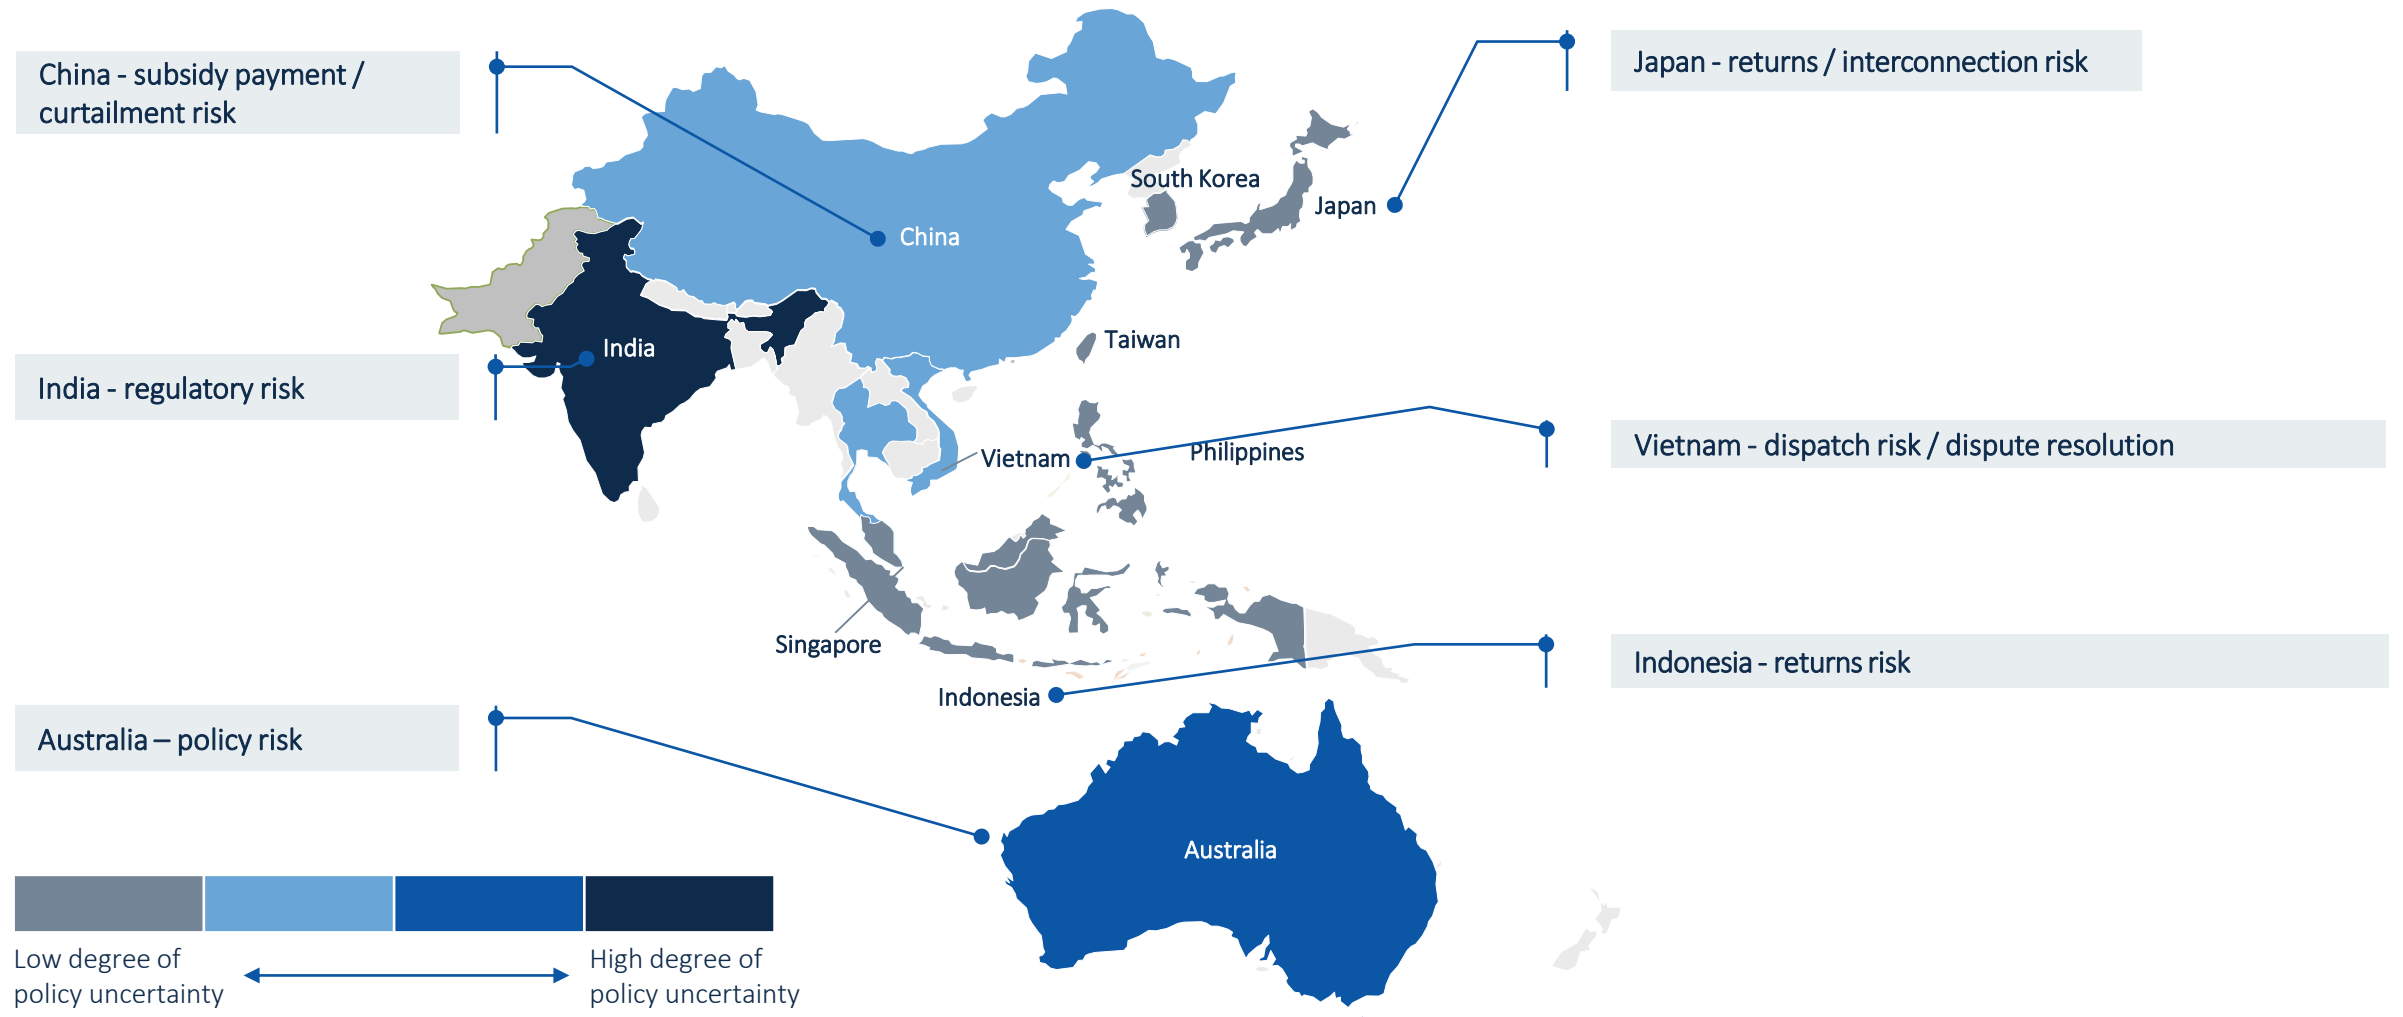 China - subsidy payment /
curtailment risk
Japan - returns / interconnection risk
South Korea
Japan
China
Taiwan
India
India - regulatory risk
Vietnam
Philippines
Vietnam - dispatch risk / dispute resolution
Singapore
Indonesia - returns risk
Indonesia
Australia – policy risk
Australia
Low degree of
policy uncertainty
High degree of
policy uncertainty